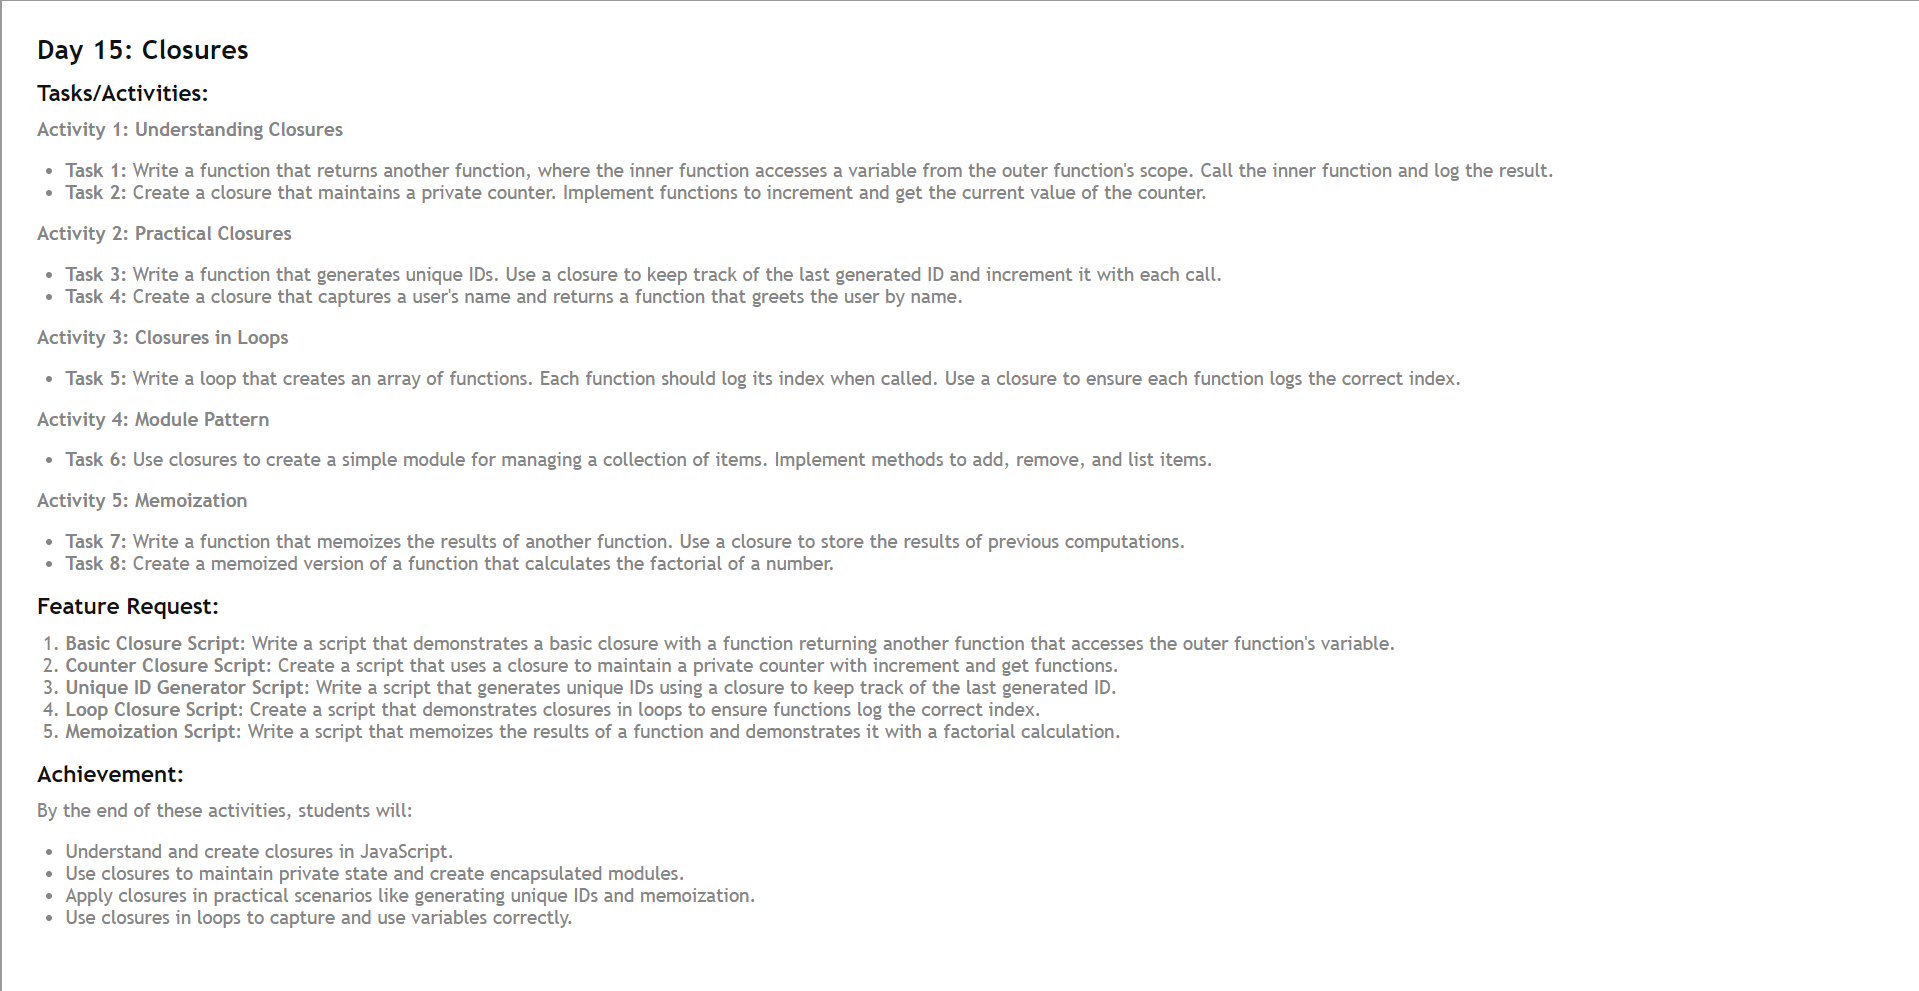 Day 15: Closures
Tasks/Activities:
Activity 1: Understanding Closures
• Task 1: Write a function that returns another function, where the inner function accesses a variable from the outer function's scope. Call the inner function and log the result.
• Task 2: Create a closure that maintains a private counter. Implement functions to increment and get the current value of the counter.
Activity 2: Practical Closures
• Task 3: Write a function that generates unique IDs. Use a closure to keep track of the last generated ID and increment it with each call.
• Task 4: Create a closure that captures a user's name and returns a function that greets the user by name.
Activity 3: Closures in Loops
• Task 5: Write a loop that creates an array of functions. Each function should log its index when called. Use a closure to ensure each function logs the correct index.
Activity 4: Module Pattern
• Task 6: Use closures to create a simple module for managing a collection of items. Implement methods to add, remove, and list items.
Activity 5: Memoization
• Task 7: Write a function that memoizes the results of another function. Use a closure to store the results of previous computations.
• Task 8: Create a memoized version of a function that calculates the factorial of a number.
Feature Request:
1. Basic Closure Script: Write a script that demonstrates a basic closure with a function returning another function that accesses the outer function's variable.
2. Counter Closure Script: Create a script that uses a closure to maintain a private counter with increment and get functions.
3. Unique ID Generator Script: Write a script that generates unique IDs using a closure to keep track of the last generated ID.
4. Loop Closure Script: Create a script that demonstrates closures in loops to ensure functions log the correct index.
5. Memoization Script: Write a script that memoizes the results of a function and demonstrates it with a factorial calculation.
Achievement:
By the end of these activities, students will:
• Understand and create closures in JavaScript.
• Use closures to maintain private state and create encapsulated modules.
• Apply closures in practical scenarios like generating unique IDs and memoization.
• Use closures in loops to capture and use variables correctly.